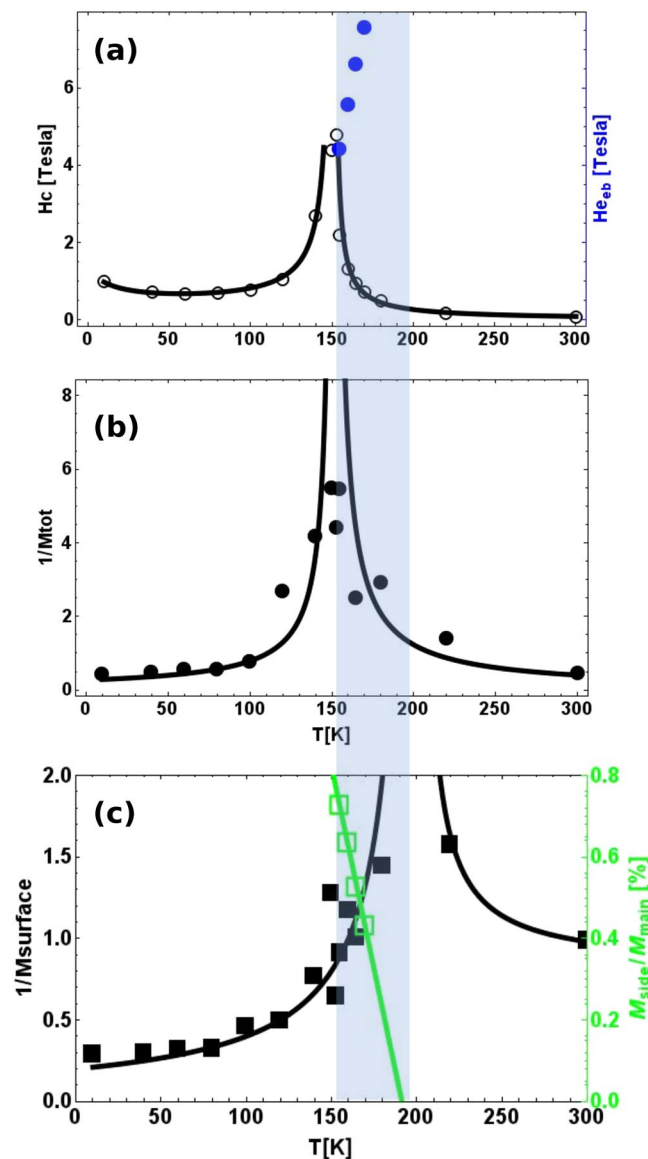 (a)
Hc [Tesla]
6
4
2
0
He_eb [Tesla]
0 50 100 150 200 250 300
(b)
1/Mtot
8
6
4
2
0
0 50 100 150 200 250 300
T[K]
(c)
1/Msurface
2.0
1.5
1.0
0.5
0.0
0.8
0.6
0.4
0.2
0.0
M_side/M_main [%]
0 50 100 150 200 250 300
T[K]